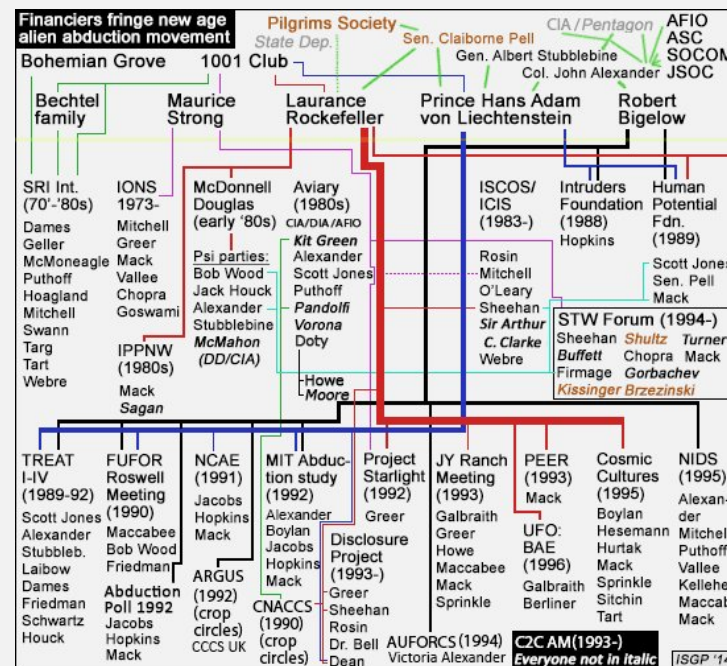 Financiers fringe new age
alien abduction movement
Pilgrims Society
State Dep.
Sen. Claiborne Pell
CIA / Pentagon
AFIO
ASC
SOCOM
JSOC
Gen. Albert Stubblebine
Col. John Alexander
Bohemian Grove
1001 Club
Bechtel
family
Maurice
Strong
Laurance
Rockefeller
Prince Hans Adam
von Liechtenstein
Robert
Bigelow
SRI Int.
(70'-'80s)
Dames
Geller
McMoneagle
Puthoff
Hoagland
Mitchell
Swann
Targ
Tart
Webre
IONS
1973-
Mitchell
Greer
Mack
Vallee
Chopra
Goswami
IPPNW
(1980s)
Mack
Sagan
McDonnell
Douglas
(early '80s)
Psi parties:
Bob Wood
Jack Houck
Alexander
Stubblebine
McMahon
(DD/CIA)
Aviary
(1980s)
CIA/DIA/AFIO
Kit Green
Alexander
Scott Jones
Puthoff
Pandolfi
Vorona
Doty
Howe
Moore
ISCOS/
ICIS
(1983-)
Rosin
Mitchell
O'Leary
Sheehan
Sir Arthur
C. Clarke
Webre
Intruders
Foundation
(1988)
Hopkins
Human
Potential
Fdn.
(1989)
Scott Jones
Sen. Pell
Mack
STW Forum (1994-)
Sheehan Shultz Turner
Buffett Chopra Mack
Firmage Gorbachev
Kissinger Brzezinski
TREAT
I-IV
(1989-92)
Scott Jones
Alexander
Stubbleb.
Laibow
Dames
Friedman
Schwartz
Houck
FUFOR
Roswell
Meeting
(1990)
Maccabee
Bob Wood
Friedman
Abduction
Poll 1992
Jacobs
Hopkins
Mack
NCAE
(1991)
Jacobs
Hopkins
Mack
ARGUS
(1992)
(crop
circles)
CCCS UK
MIT Abduc-
tion study
(1992)
Alexander
Boylan
Jacobs
Hopkins
Mack
CNACCS
(1990)
(crop
circles)
Project
Starlight
(1992)
Greer
Disclosure
Project
(1993-)
Greer
Sheehan
Rosin
Dr. Bell
Dean
JY Ranch
Meeting
(1993)
Galbraith
Greer
Howe
Maccabee
Mack
Sprinkle
AUFORCS (1994)
Victoria Alexander
PEER
(1993)
Mack
UFO:
BAE
(1996)
Galbraith
Berliner
Cosmic
Cultures
(1995)
Boylan
Hesemann
Hurtak
Mack
Sprinkle
Sitchin
Tart
NIDS
(1995)
Alexan-
der
Mitchell
Puthoff
Vallee
Kellehe
Maccab
Mack
C2C AM(1993-)
Everyone not in italic
ISGP '14